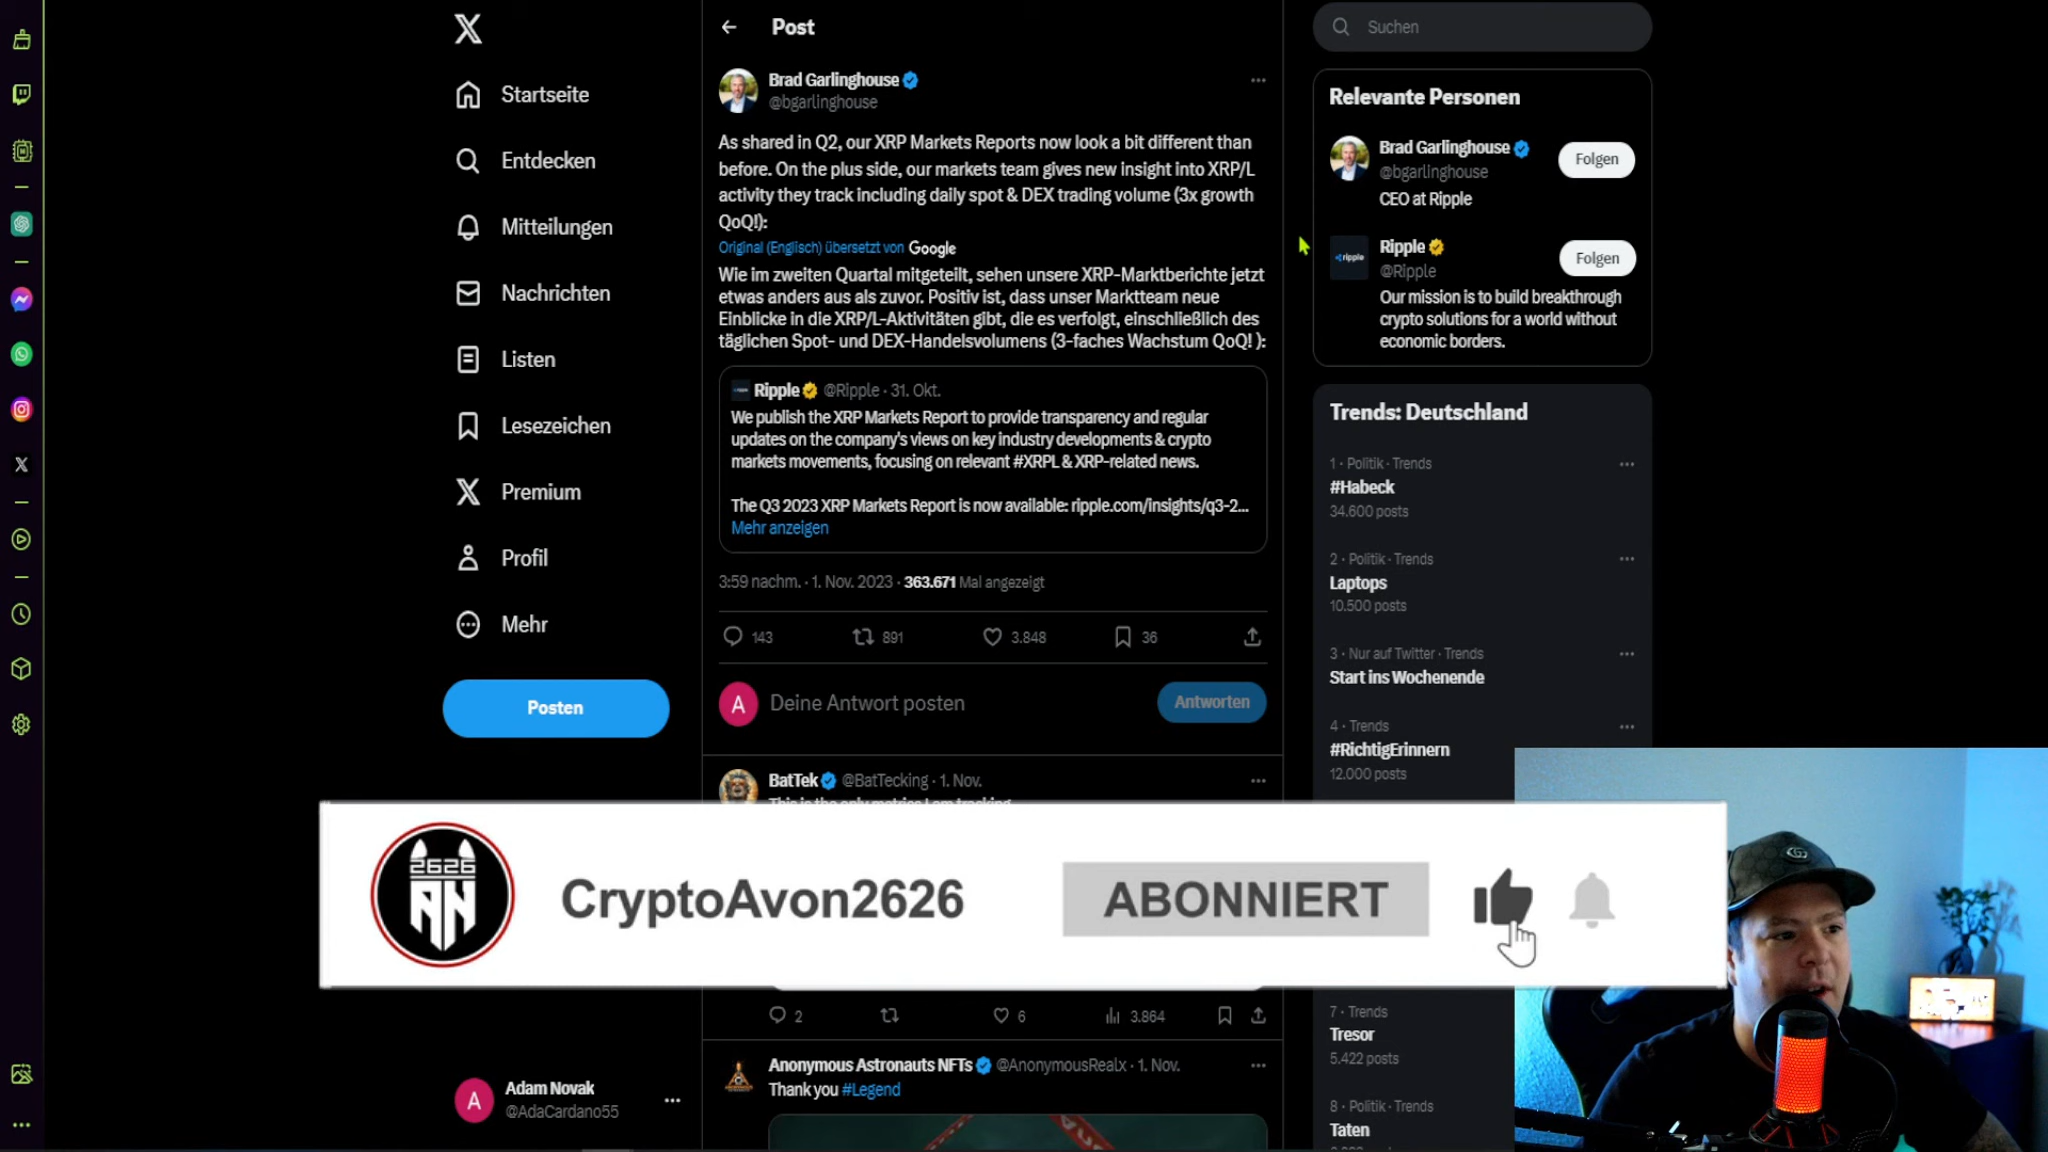 Startseite
Entdecken
Mitteilungen
Nachrichten
Listen
Lesezeichen
Premium
Profil
Mehr
Posten
Adam Novak
@AdaCardano55
Post
Brad Garlinghouse
@bgarlinghouse
As shared in Q2, our XRP Markets Reports now look a bit different than
before. On the plus side, our markets team gives new insight into XRP/L
activity they track including daily spot & DEX trading volume (3x growth
QoQ!):
Original (Englisch) übersetzt von Google
Wie im zweiten Quartal mitgeteilt, sehen unsere XRP-Marktberichte jetzt
etwas anders aus als zuvor. Positiv ist, dass unser Marktteam neue
Einblicke in die XRP/L-Aktivitäten gibt, die es verfolgt, einschließlich des
täglichen Spot- und DEX-Handelsvolumens (3-faches Wachstum QoQ! ):
Ripple @Ripple · 31. Okt.
We publish the XRP Markets Report to provide transparency and regular
updates on the company's views on key industry developments & crypto
markets movements, focusing on relevant #XRPL & XRP-related news.
The Q3 2023 XRP Markets Report is now available: ripple.com/insights/q3-2...
Mehr anzeigen
3:59 nachm. · 1. Nov. 2023 · 363.671 Mal angezeigt
143 891 3.848 36
A Deine Antwort posten Antworten
BatTek @BatTecking · 1. Nov.
This is the only metrics I am tracking
2626
AN
CryptoAvon2626
ABONNIERT
2 6 3.864
Anonymous Astronauts NFTs @AnonymousRealx · 1. Nov.
Thank you #Legend
A
Suchen
Relevante Personen
Brad Garlinghouse
@bgarlinghouse
Folgen
CEO at Ripple
ripple
Ripple
@Ripple
Folgen
Our mission is to build breakthrough
crypto solutions for a world without
economic borders.
Trends: Deutschland
1 · Politik · Trends
#Habeck
34.600 posts
2 · Politik · Trends
Laptops
10.500 posts
3 · Nur auf Twitter · Trends
Start ins Wochenende
4 · Trends
#RichtigErinnern
12.000 posts
7 · Trends
Tresor
5.422 posts
8 · Trends
Taten